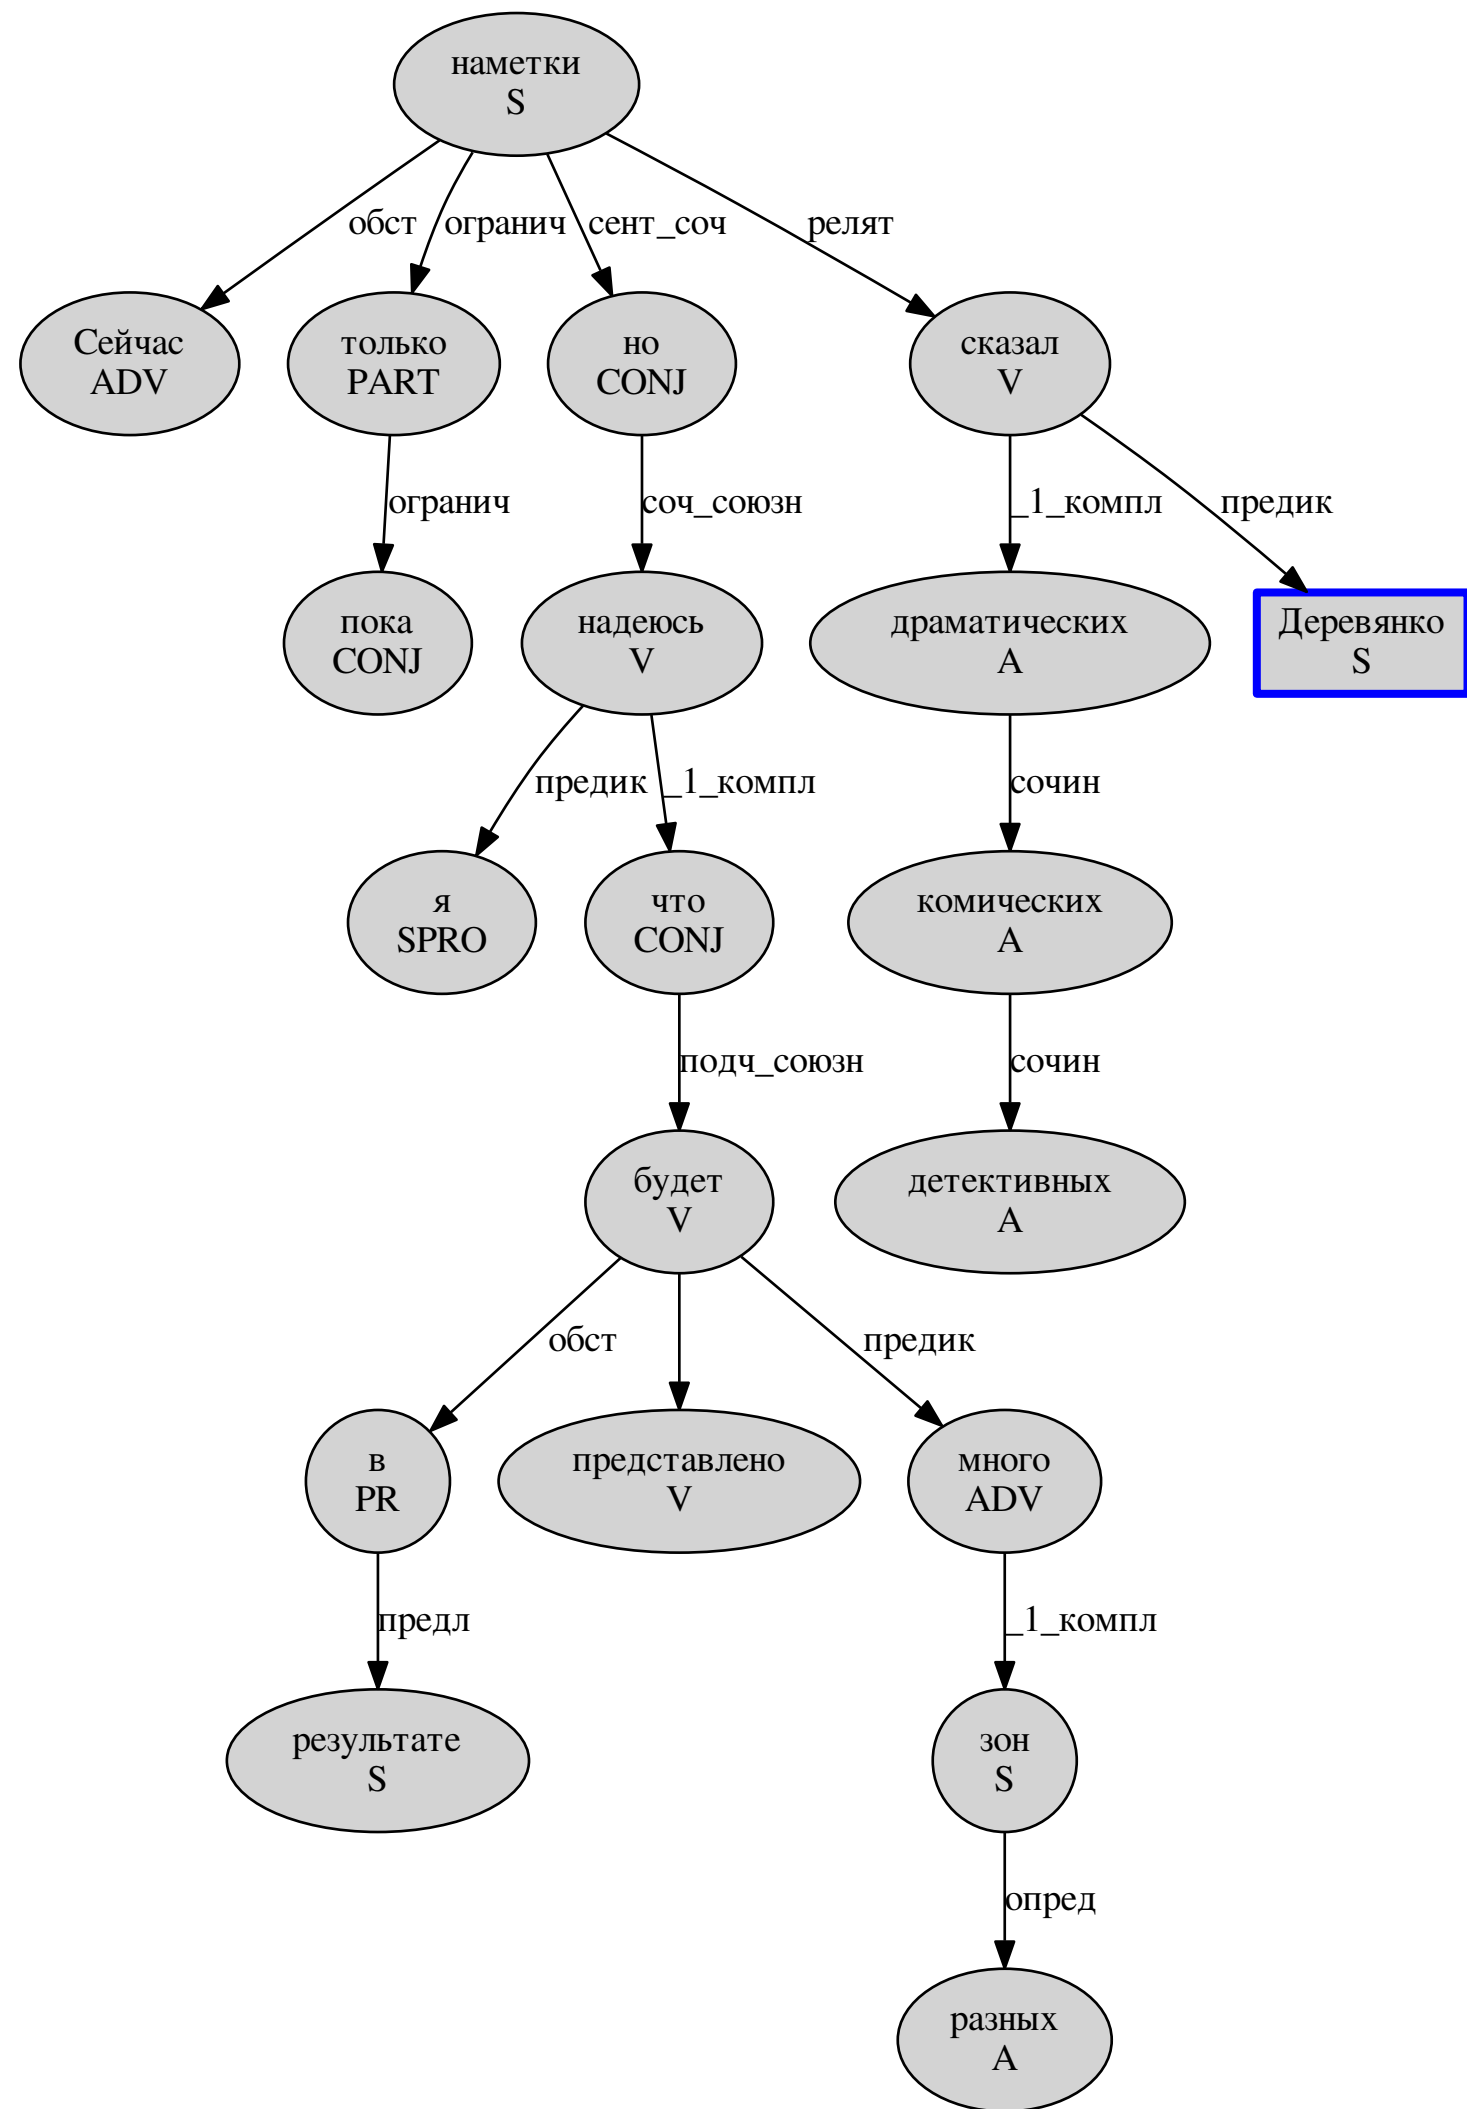 наметки
S
обст
огранич
сент_соч
релят
Сейчас
ADV
только
PART
но
CONJ
сказал
V
огранич
соч_союзн
_1_компл
предик
пока
CONJ
надеюсь
V
драматических
A
Деревянко
S
предик
_1_компл
сочин
я
SPRO
что
CONJ
комических
A
подч_союзн
сочин
будет
V
детективных
A
обст
предик
в
PR
представлено
V
много
ADV
предл
_1_компл
результате
S
зон
S
опред
разных
A